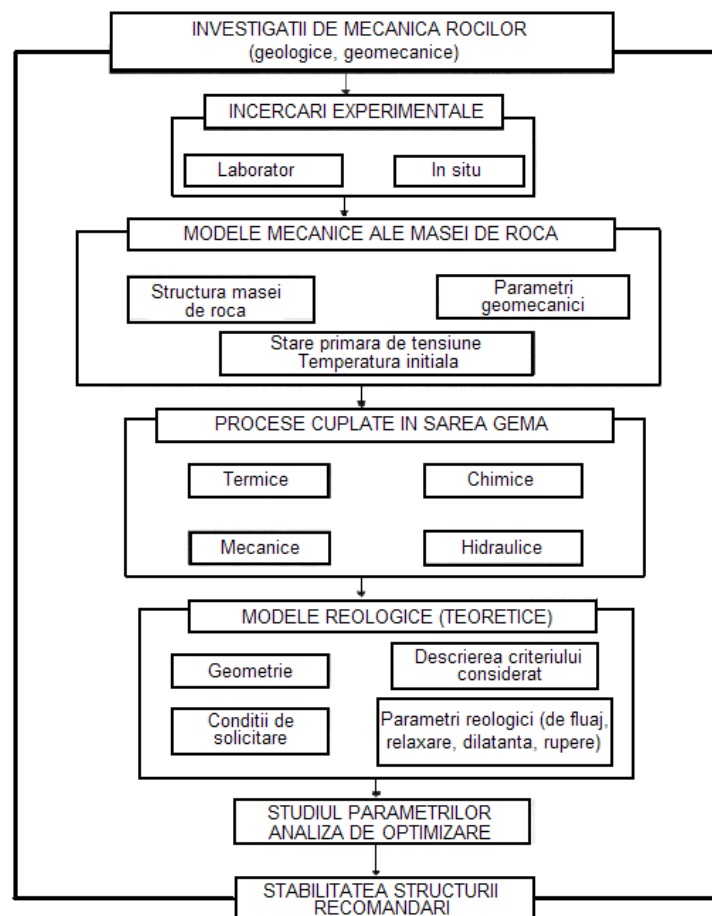 INVESTIGATII DE MECANICA ROCILOR
(geologice, geomecanice)
INCERCARI EXPERIMENTALE
Laborator
In situ
MODELE MECANICE ALE MASEI DE ROCA
Structura masei
de roca
Parametri
geomecanici
Stare primara de tensiune
Temperatura initiala
PROCESE CUPLATE IN SAREA GEMA
Termice
Chimice
Mecanice
Hidraulice
MODELE REOLOGICE (TEORETICE)
Geometrie
Descrierea criteriului
considerat
Conditii de
solicitare
Parametri reologici (de fluaj,
relaxare, dilatanta, rupere)
STUDIUL PARAMETRILOR
ANALIZA DE OPTIMIZARE
STABILITATEA STRUCTURII
RECOMANDARI